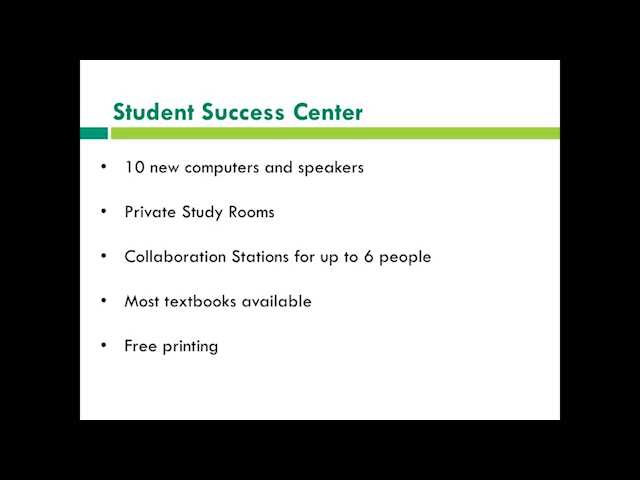 Student Success Center
• 10 new computers and speakers
• Private Study Rooms
• Collaboration Stations for up to 6 people
• Most textbooks available
• Free printing